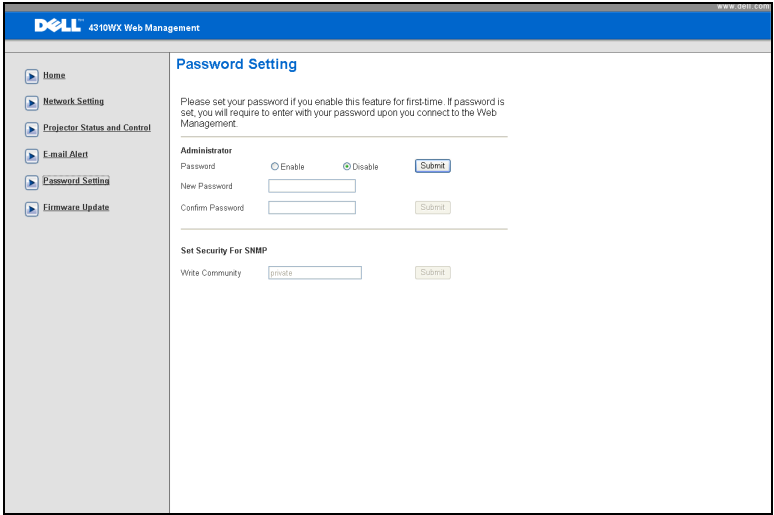 www.dell.com
DELL™ 4310WX Web Management
Home
Network Setting
Projector Status and Control
E-mail Alert
Password Setting
Firmware Update
Password Setting
Please set your password if you enable this feature for first-time. If password is
set, you will require to enter with your password upon you connect to the Web
Management.
Administrator
Password Enable Disable Submit
New Password
Confirm Password Submit
Set Security For SNMP
Write Community private Submit